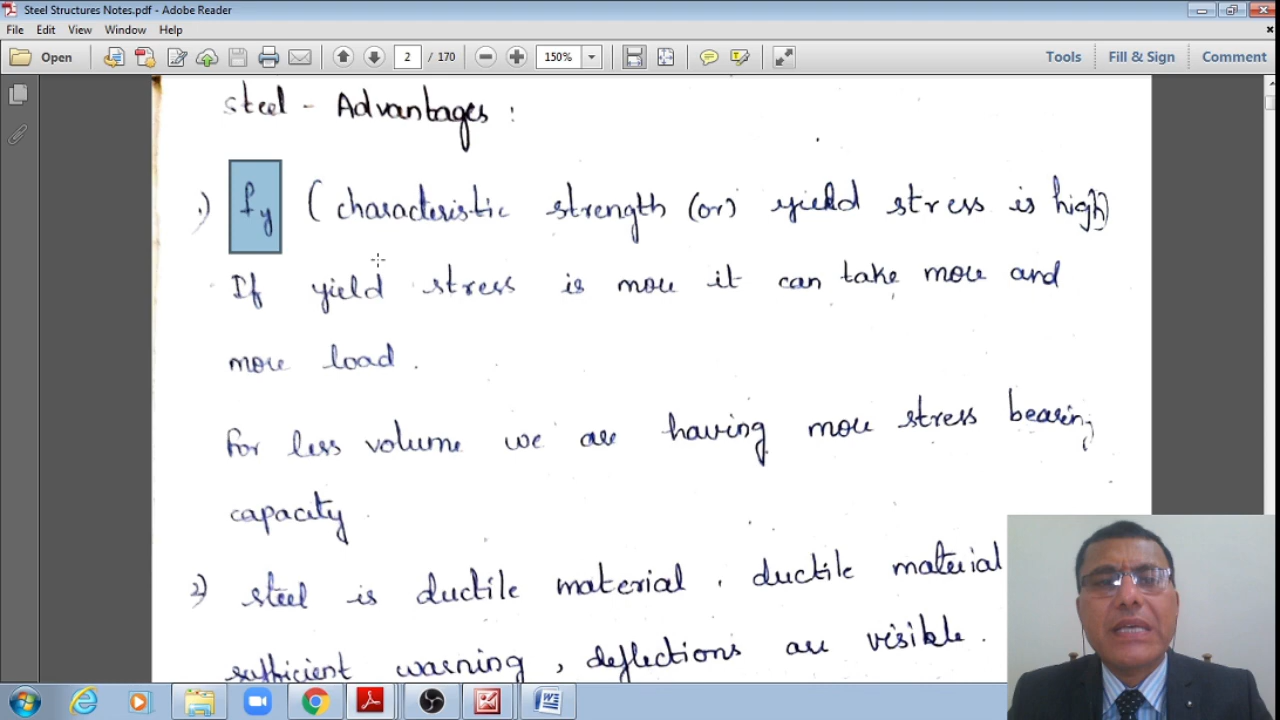 Steel Structures Notes.pdf - Adobe Reader
File Edit View Window Help
Open 2 / 170 150% Tools Fill & Sign Comment
steel - Advantages :
1) fy (characteristic strength (or) yield stress is high)
If yield stress is more it can take more and
more load .
For less volume we are having more stress bearing
capacity .
2) steel is ductile material . ductile material
sufficient warning , deflections are visible .